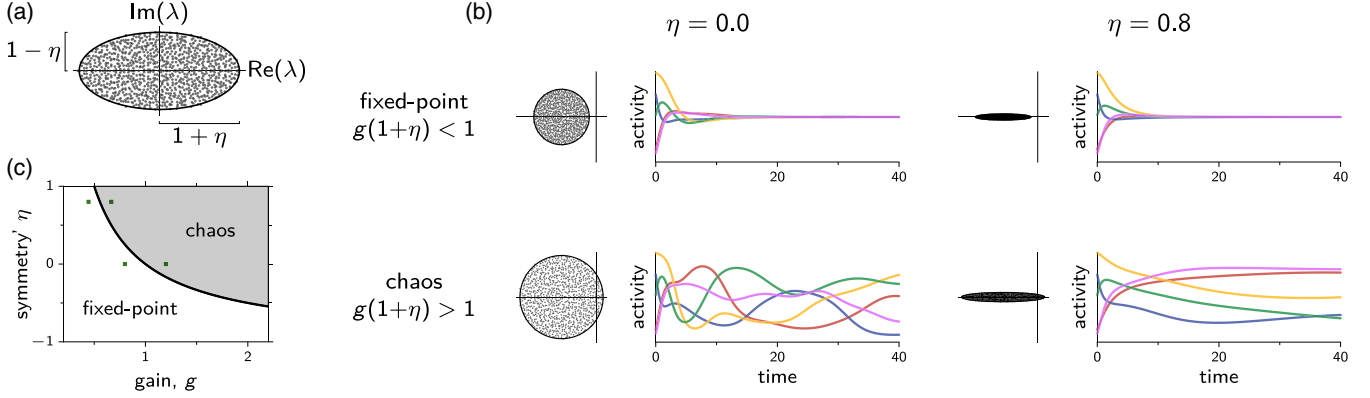 (a)
Im(λ)
1 − η
Re(λ)
1 + η
(b)
η = 0.0
η = 0.8
fixed-point
g(1+η) < 1
activity
0
20
40
activity
0
20
40
chaos
g(1+η) > 1
activity
0
20
40
time
activity
0
20
40
time
(c)
symmetry' η
1
0
−1
chaos
fixed-point
1
2
gain, g